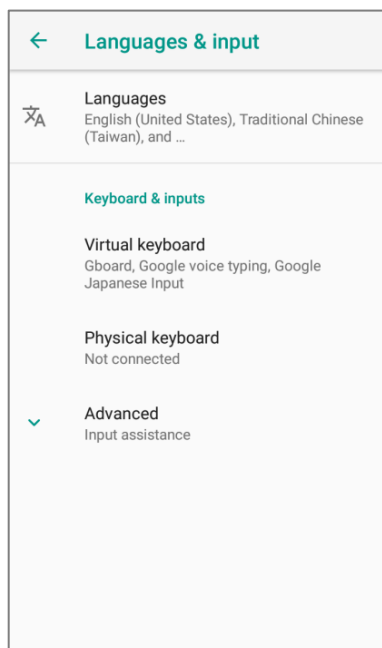 Languages & input
Languages
English (United States), Traditional Chinese
(Taiwan), and …
Keyboard & inputs
Virtual keyboard
Gboard, Google voice typing, Google
Japanese Input
Physical keyboard
Not connected
Advanced
Input assistance